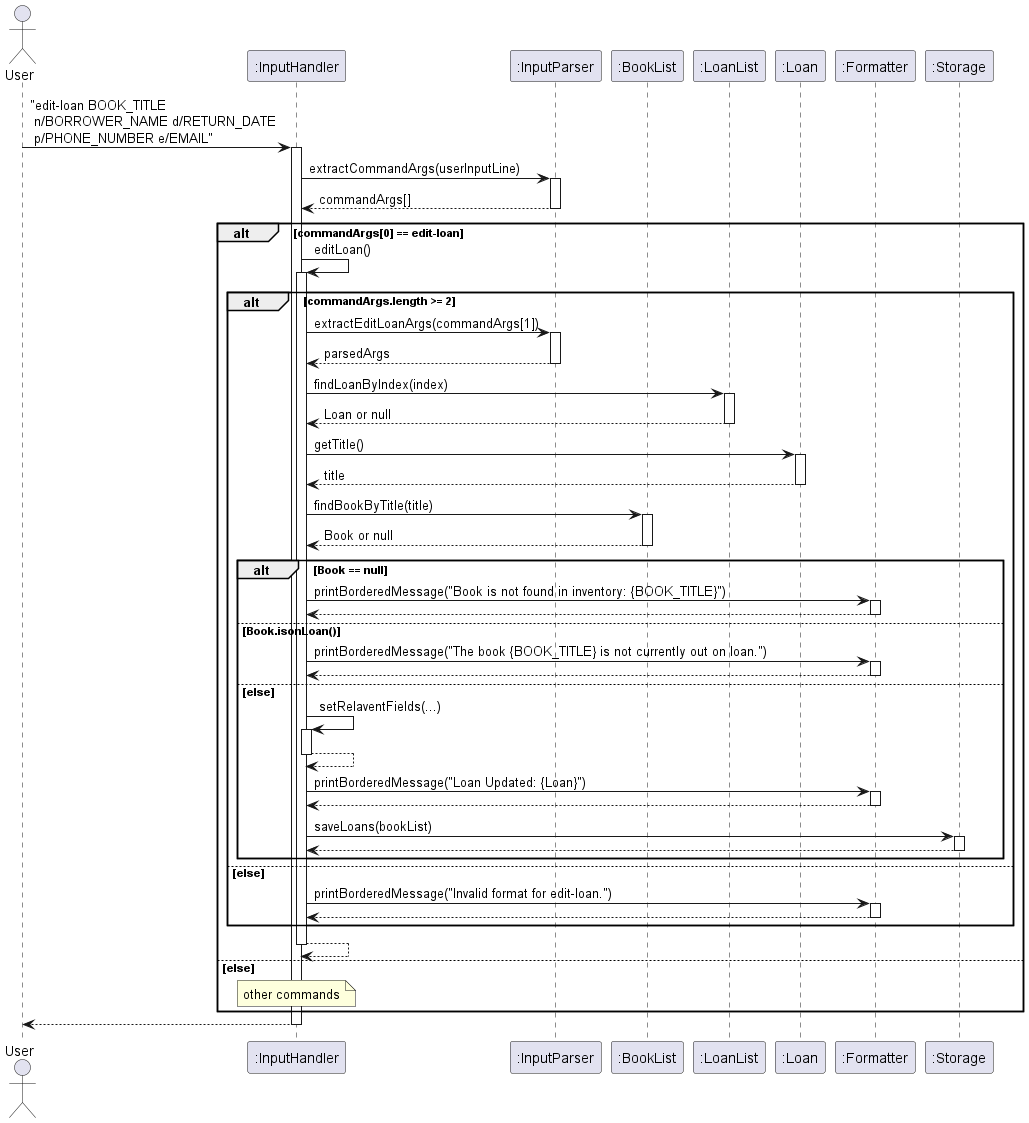 User
:InputHandler
:InputParser
:BookList
:LoanList
:Loan
:Formatter
:Storage
"edit-loan BOOK_TITLE
n/BORROWER_NAME d/RETURN_DATE
p/PHONE_NUMBER e/EMAIL"
extractCommandArgs(userInputLine)
commandArgs[]
alt [commandArgs[0] == edit-loan]
editLoan()
alt [commandArgs.length >= 2]
extractEditLoanArgs(commandArgs[1])
parsedArgs
findLoanByIndex(index)
Loan or null
getTitle()
title
findBookByTitle(title)
Book or null
alt [Book == null]
printBorderedMessage("Book is not found in inventory: {BOOK_TITLE}")
[Book.isonLoan()]
printBorderedMessage("The book {BOOK_TITLE} is not currently out on loan.")
[else]
setRelaventFields(...)
printBorderedMessage("Loan Updated: {Loan}")
saveLoans(bookList)
[else]
printBorderedMessage("Invalid format for edit-loan.")
[else]
other commands
User
:InputHandler
:InputParser
:BookList
:LoanList
:Loan
:Formatter
:Storage